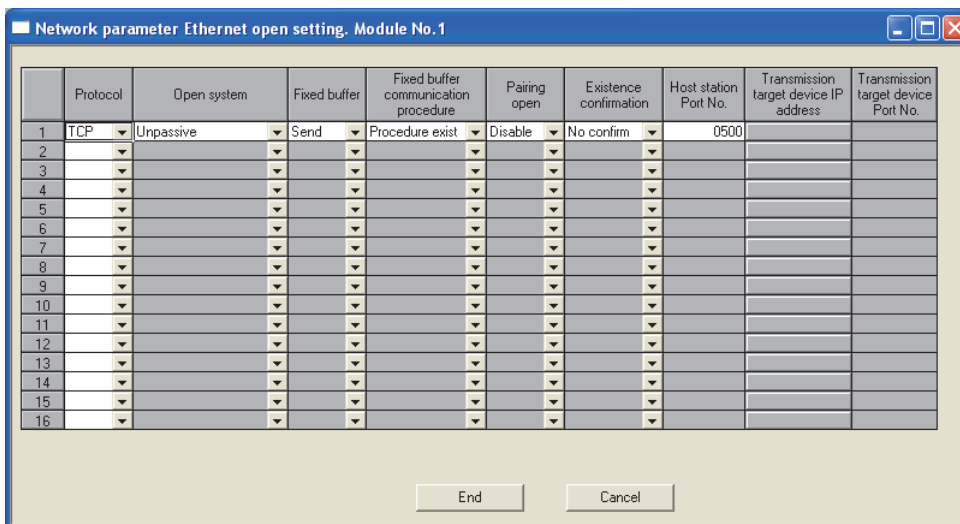 Network parameter Ethernet open setting. Module No.1
Protocol
Open system
Fixed buffer
Fixed buffer
communication
procedure
Pairing
open
Existence
confirmation
Host station
Port No.
Transmission
target device IP
address
Transmission
target device
Port No.
1 TCP Unpassive Send Procedure exist Disable No confirm 0500
2
3
4
5
6
7
8
9
10
11
12
13
14
15
16
End Cancel